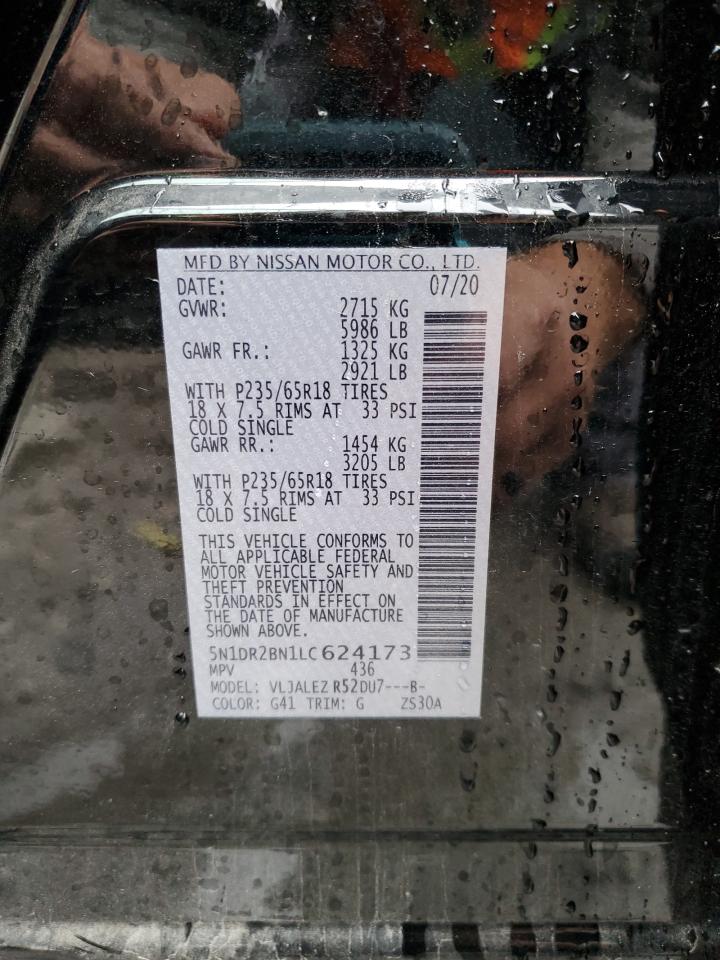 MFD BY NISSAN MOTOR CO., LTD.
DATE: 07/20
GVWR: 2715 KG
5986 LB
GAWR FR.: 1325 KG
2921 LB
WITH P235/65R18 TIRES
18 X 7.5 RIMS AT 33 PSI
COLD SINGLE
GAWR RR.: 1454 KG
3205 LB
WITH P235/65R18 TIRES
18 X 7.5 RIMS AT 33 PSI
COLD SINGLE
THIS VEHICLE CONFORMS TO
ALL APPLICABLE FEDERAL
MOTOR VEHICLE SAFETY AND
THEFT PREVENTION
STANDARDS IN EFFECT ON
THE DATE OF MANUFACTURE
SHOWN ABOVE.
5N1DR2BN1LC624173
MPV 436
MODEL: VLJALEZ R52DU7---B-
COLOR: G41 TRIM: G ZS30A